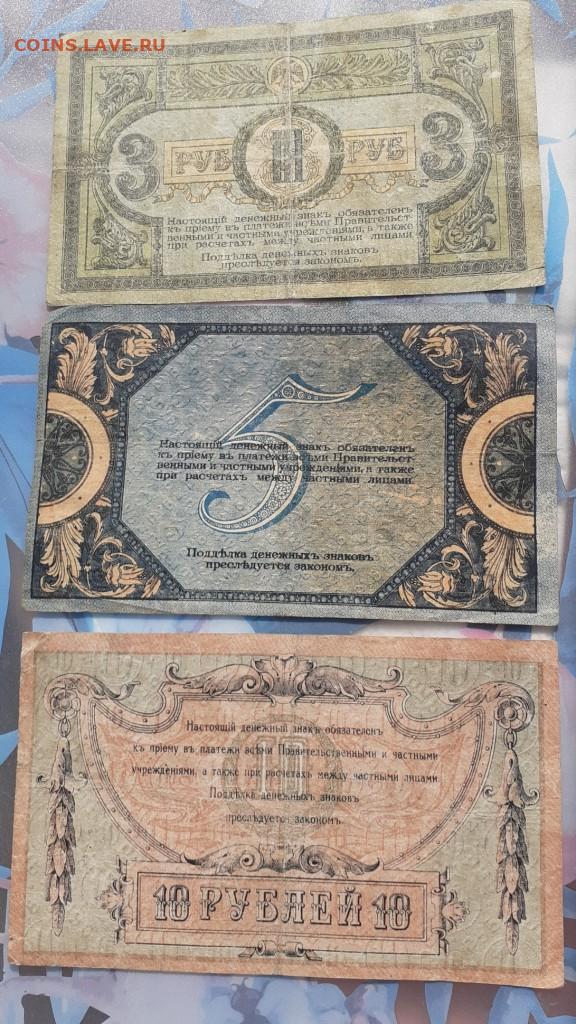 COINS.LAVE.RU
3 РУБ РУБ 3
Настоящій денежный знакъ обязателенъ
къ пріему въ платежи всѣми Правительст-
венными и частными учрежденіями, а также
при расчетахъ между частными лицами
Поддѣлка денежныхъ знаковъ
преслѣдуется закономъ.
5
Настоящій денежный знакъ обязателенъ
къ пріему въ платежи всѣми Правительст-
венными и частными учрежденіями, а также
при расчетахъ между частными лицами.
Поддѣлка денежныхъ знаковъ
преслѣдуется закономъ.
Настоящій денежный знакъ обязателенъ
къ пріему въ платежи всѣми Правительственными и частными
учрежденіями, а также при расчетахъ между частными лицами
Поддѣлка денежныхъ знаковъ
преслѣдуется закономъ.
10 РУБЛЕЙ 10